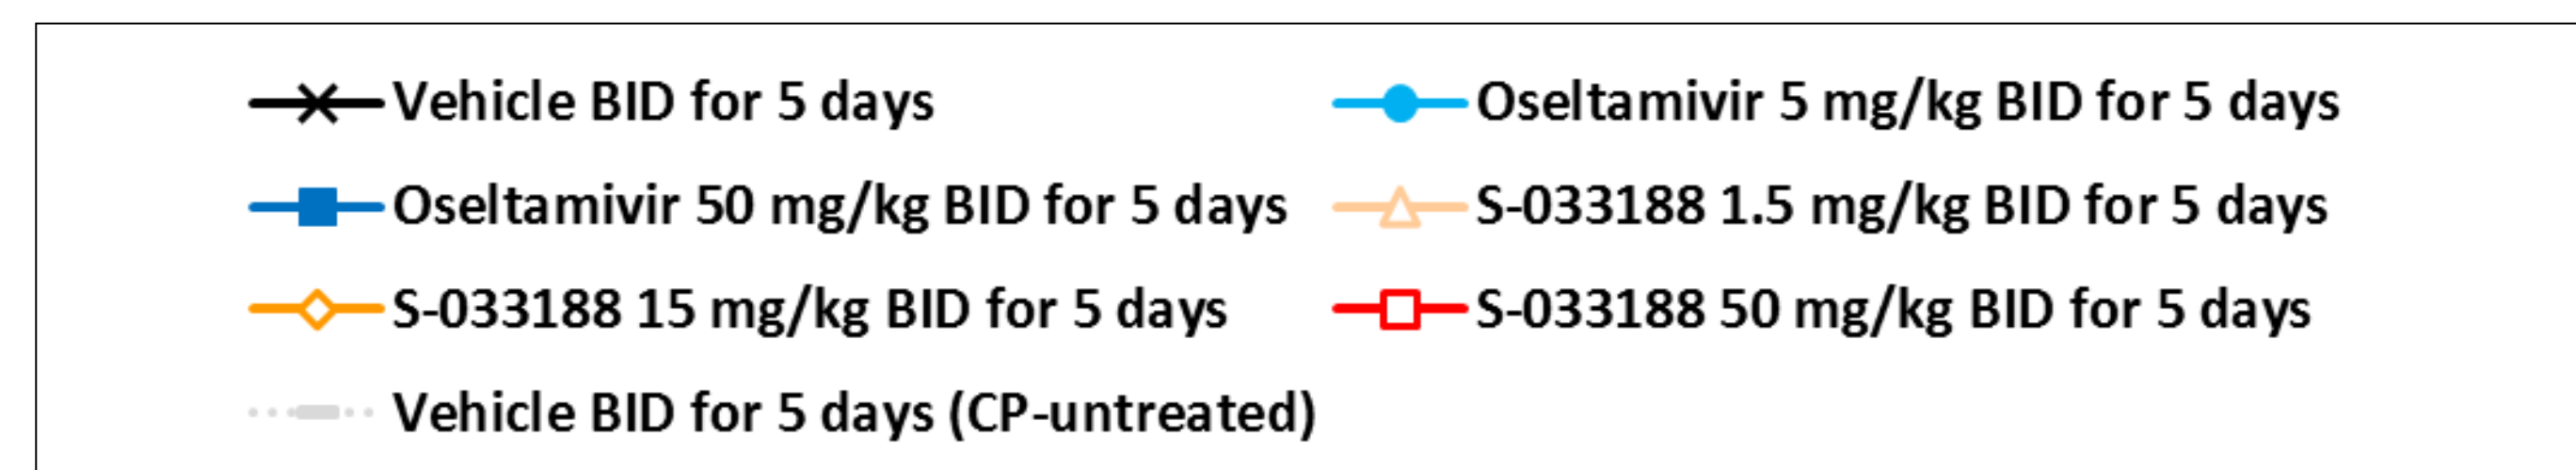 Vehicle BID for 5 days
Oseltamivir 5 mg/kg BID for 5 days
Oseltamivir 50 mg/kg BID for 5 days
S-033188 1.5 mg/kg BID for 5 days
S-033188 15 mg/kg BID for 5 days
S-033188 50 mg/kg BID for 5 days
Vehicle BID for 5 days (CP-untreated)